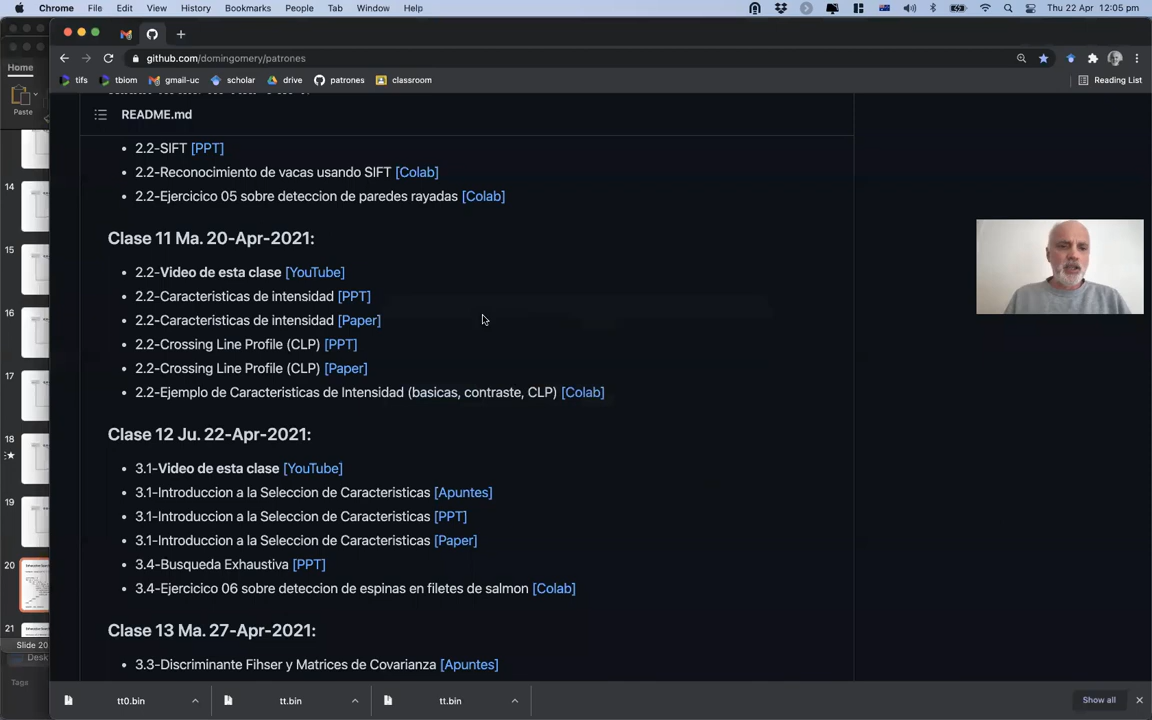 Chrome File Edit View History Bookmarks People Tab Window Help Thu 22 Apr 12:05 pm
github.com/domingomery/patrones
tifs tbiom gmail-uc scholar drive patrones classroom Reading List
Home
Paste
README.md
2.2-SIFT [PPT]
2.2-Reconocimiento de vacas usando SIFT [Colab]
2.2-Ejercicico 05 sobre deteccion de paredes rayadas [Colab]
Clase 11 Ma. 20-Apr-2021:
2.2-Video de esta clase [YouTube]
2.2-Caracteristicas de intensidad [PPT]
2.2-Caracteristicas de intensidad [Paper]
2.2-Crossing Line Profile (CLP) [PPT]
2.2-Crossing Line Profile (CLP) [Paper]
2.2-Ejemplo de Caracteristicas de Intensidad (basicas, contraste, CLP) [Colab]
Clase 12 Ju. 22-Apr-2021:
3.1-Video de esta clase [YouTube]
3.1-Introduccion a la Seleccion de Caracteristicas [Apuntes]
3.1-Introduccion a la Seleccion de Caracteristicas [PPT]
3.1-Introduccion a la Seleccion de Caracteristicas [Paper]
3.4-Busqueda Exhaustiva [PPT]
3.4-Ejercicico 06 sobre deteccion de espinas en filetes de salmon [Colab]
Clase 13 Ma. 27-Apr-2021:
3.3-Discriminante Fihser y Matrices de Covarianza [Apuntes]
14
15
16
17
18
19
20
21
Slide 20
Desk
Tags
tt0.bin tt.bin tt.bin Show all